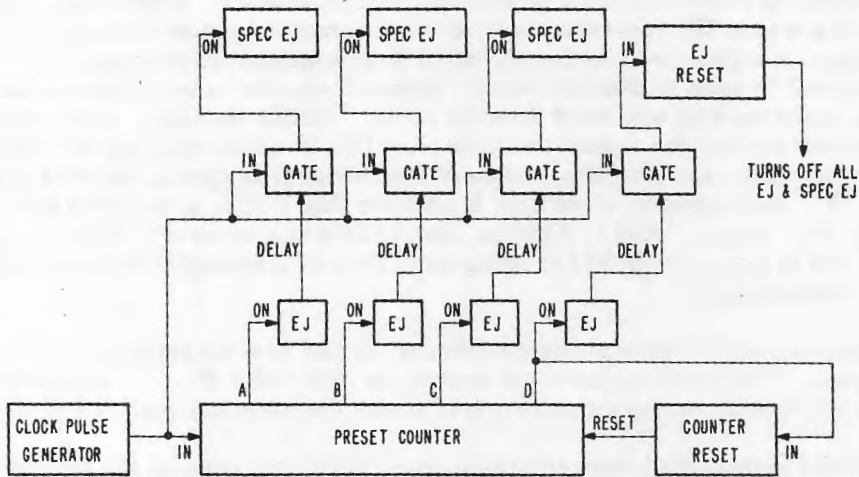 SPEC EJ
SPEC EJ
SPEC EJ
ON
ON
ON
IN
EJ
RESET
IN
IN
IN
IN
GATE
GATE
GATE
GATE
TURNS OFF ALL
EJ & SPEC EJ
DELAY
DELAY
DELAY
DELAY
ON
ON
ON
ON
EJ
EJ
EJ
EJ
A
B
C
D
CLOCK PULSE
GENERATOR
IN
PRESET COUNTER
RESET
COUNTER
RESET
IN